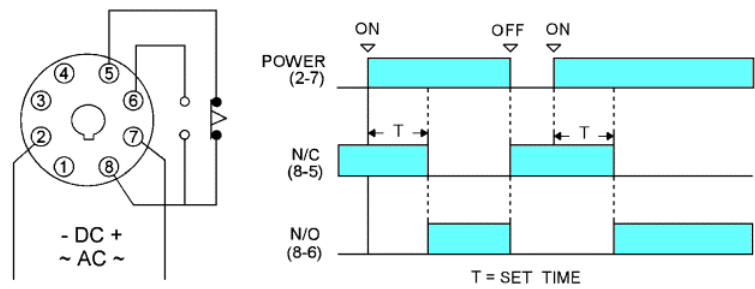 4
5
3
6
2
7
1
8
- DC +
~ AC ~
ON
OFF
ON
POWER
(2-7)
T
T
N/C
(8-5)
N/O
(8-6)
T = SET TIME